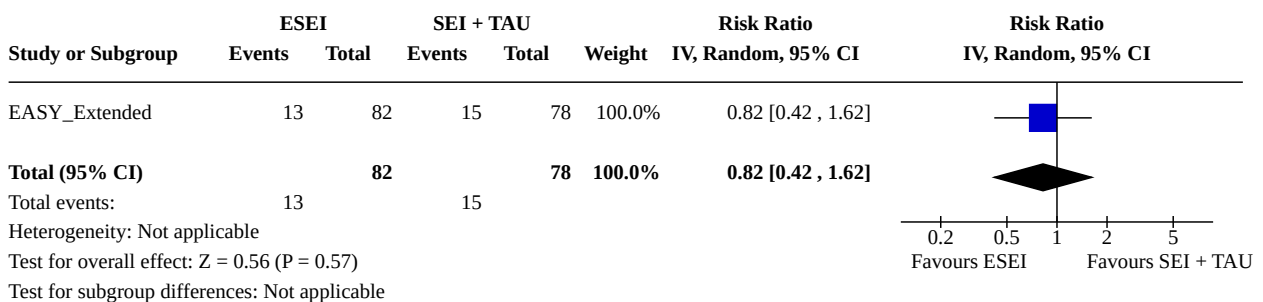 ESEI SEI + TAU Risk Ratio Risk Ratio
Study or Subgroup Events Total Events Total Weight IV, Random, 95% CI IV, Random, 95% CI
EASY_Extended 13 82 15 78 100.0% 0.82 [0.42 , 1.62]
Total (95% CI) 82 78 100.0% 0.82 [0.42 , 1.62]
Total events: 13 15
Heterogeneity: Not applicable
0.2 0.5 1 2 5
Test for overall effect: Z = 0.56 (P = 0.57) Favours ESEI Favours SEI + TAU
Test for subgroup differences: Not applicable